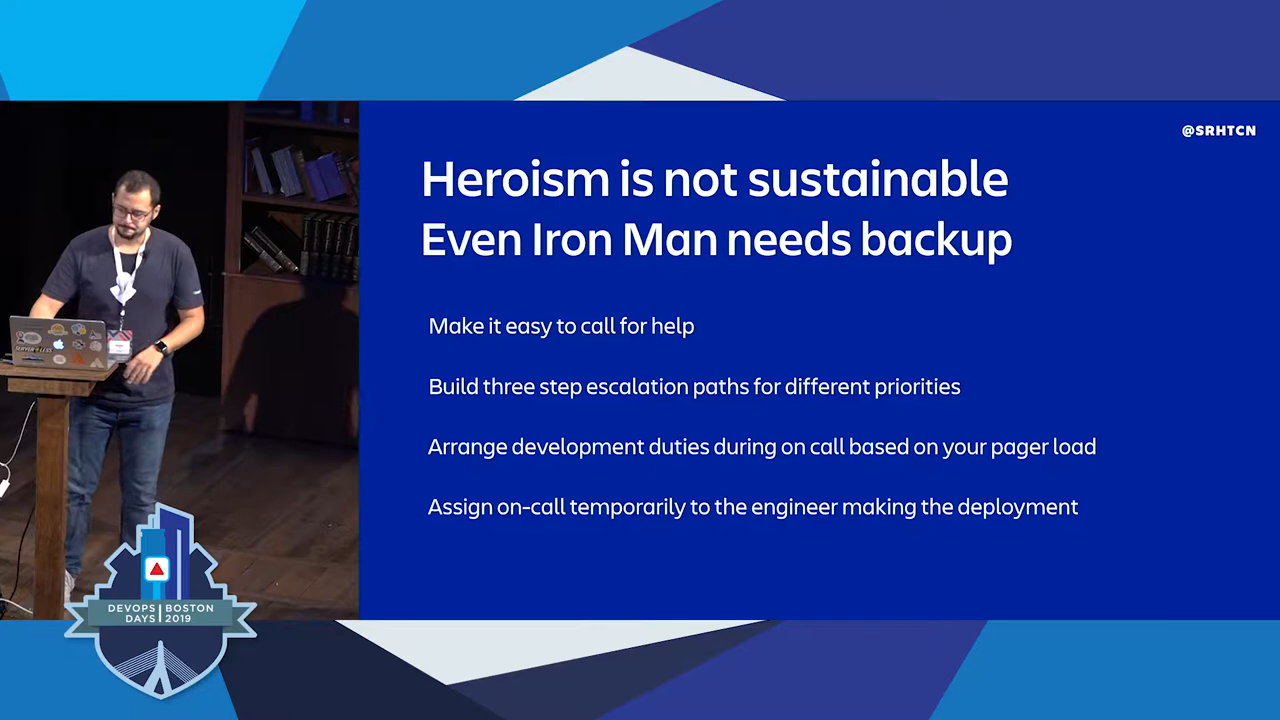 @SRHTCN
Heroism is not sustainable
Even Iron Man needs backup
Make it easy to call for help
Build three step escalation paths for different priorities
Arrange development duties during on call based on your pager load
Assign on-call temporarily to the engineer making the deployment
SERVERLESS
DEVOPS BOSTON
DAYS 2019